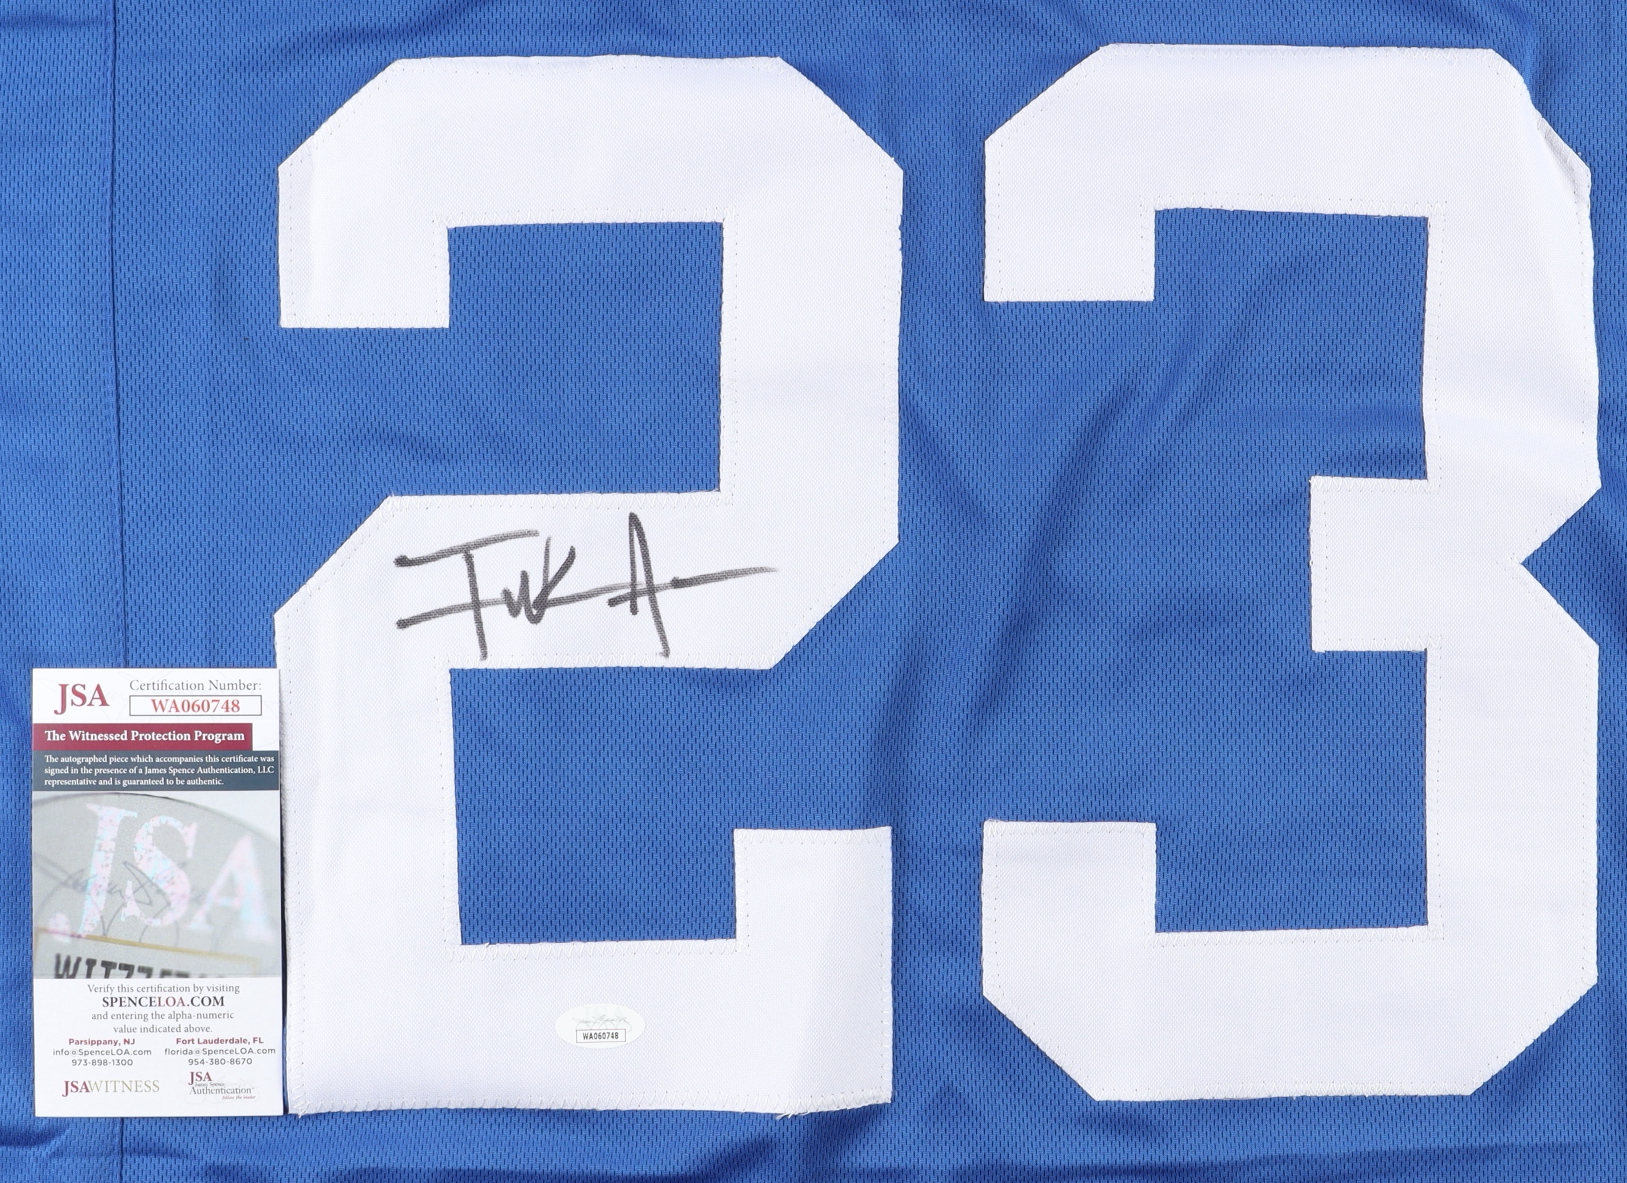 23
JSA
Certification Number:
WA060748
The Witnessed Protection Program
The autographed piece which accompanies this certificate was
signed in the presence of a James Spence Authentication, LLC
representative and is guaranteed to be authentic.
JSA
Verify this certification by visiting
SPENCELOA.COM
and entering the alpha-numeric
value indicated above.
Parsippany, NJ
info@SpenceLOA.com
973-898-1300
Fort Lauderdale, FL
florida@SpenceLOA.com
954-380-8670
JSAWITNESS
JSA
James Spence
Authentication
WA060748